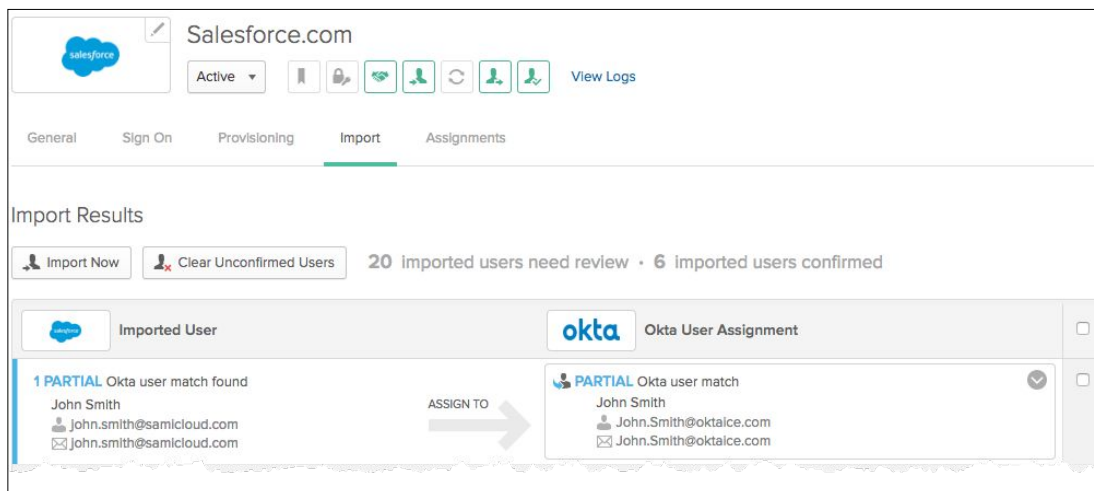 salesforce
Salesforce.com
Active
View Logs
General Sign On Provisioning Import Assignments
Import Results
Import Now Clear Unconfirmed Users 20 imported users need review • 6 imported users confirmed
salesforce Imported User okta Okta User Assignment
1 PARTIAL Okta user match found
John Smith
john.smith@samicloud.com
john.smith@samicloud.com
ASSIGN TO
PARTIAL Okta user match
John Smith
John.Smith@oktaice.com
John.Smith@oktaice.com